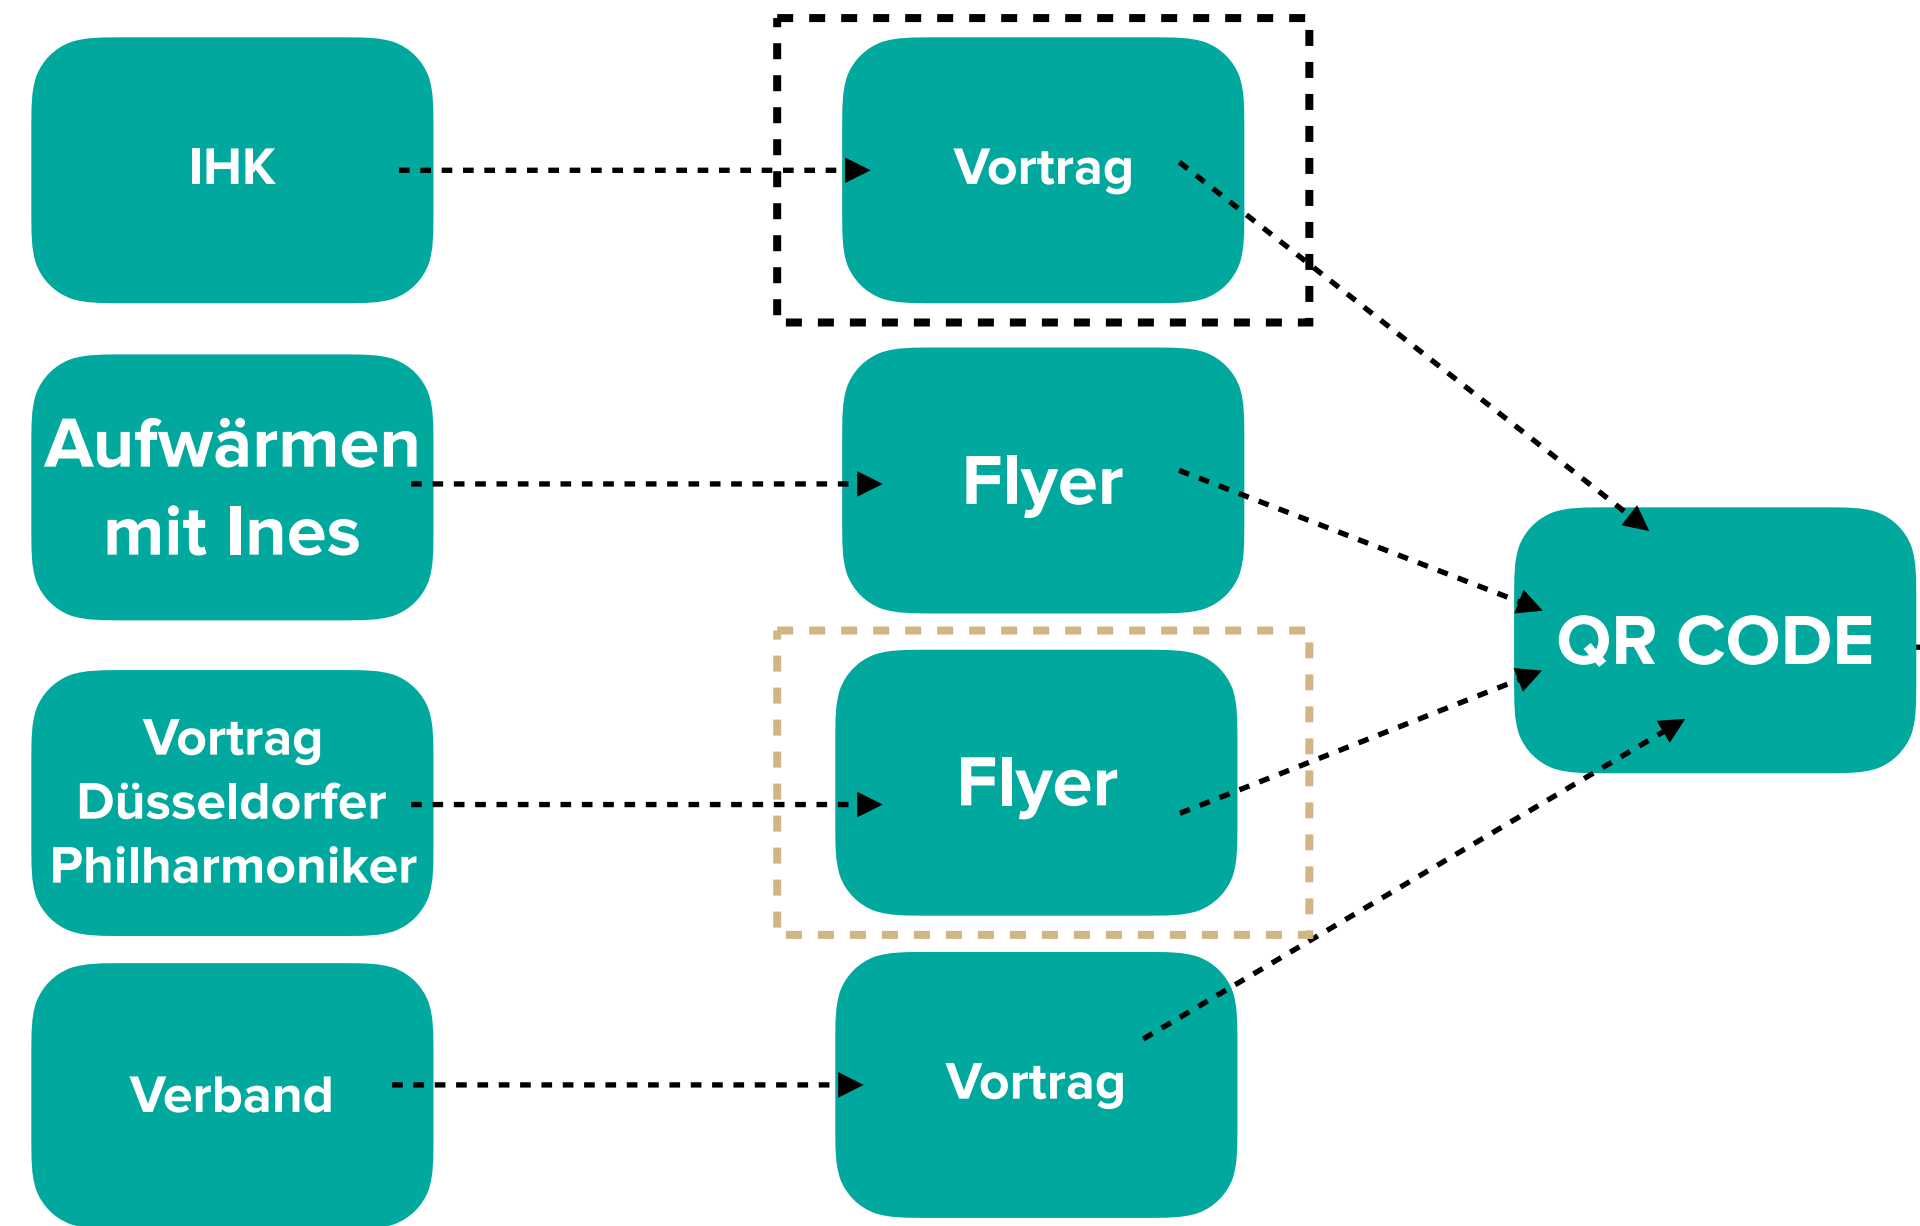 IHK
Vortrag
Aufwärmen
mit Ines
Flyer
QR CODE
Vortrag
Düsseldorfer
Philharmoniker
Flyer
Verband
Vortrag